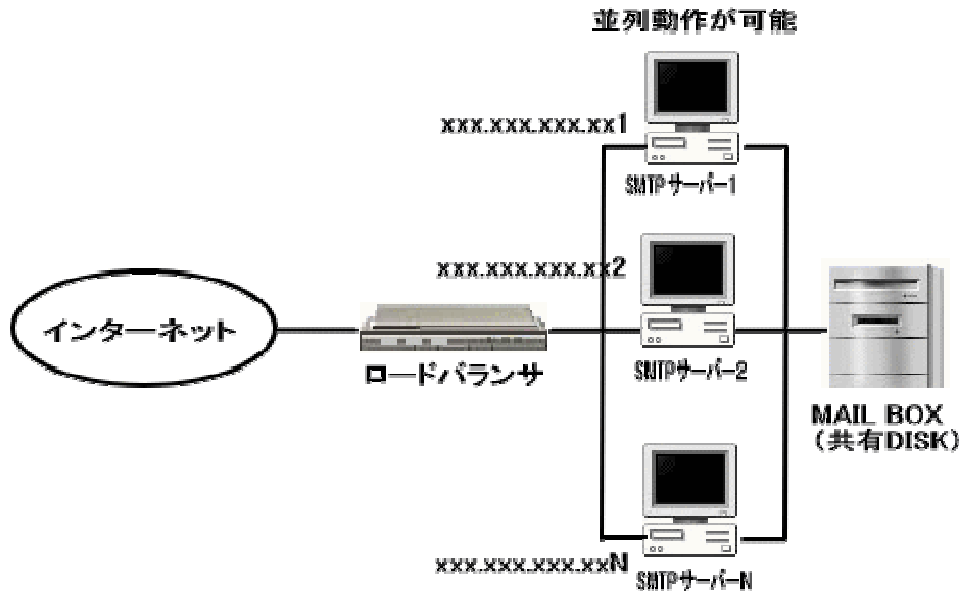 並列動作が可能
xxx.xxx.xxx.xx1
SMTPサーバー1
xxx.xxx.xxx.xx2
インターネット
ロードバランサ
SMTPサーバー2
MAIL BOX
（共有DISK）
xxx.xxx.xxx.xxN
SMTPサーバーN